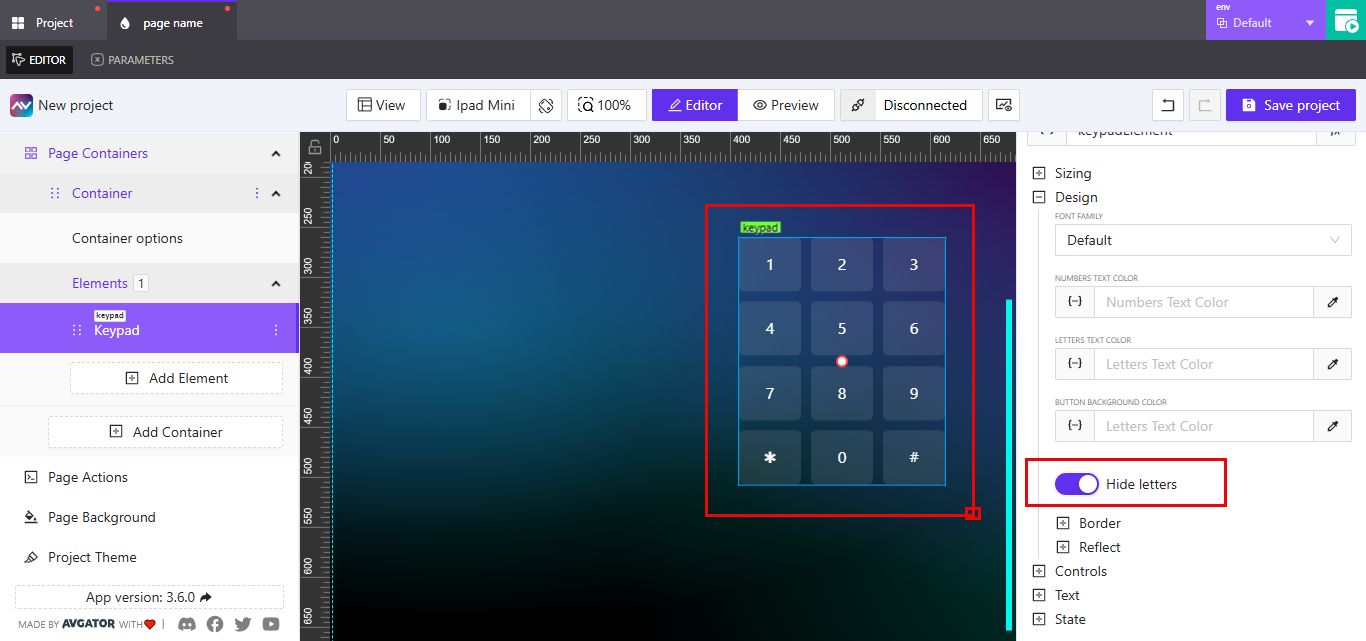 Project
page name
env
Default
EDITOR
PARAMETERS
New project
View
Ipad Mini
100%
Editor
Preview
Disconnected
Save project
Page Containers
Container
Container options
Elements 1
keypad
Keypad
Add Element
Add Container
Page Actions
Page Background
Project Theme
App version: 3.6.0
MADE BY AVGATOR WITH
0 50 100 150 200 250 300 350 400 450 500 550 600 650
200
250
300
350
400
450
500
550
600
650
keypad
1 2 3
4 5 6
7 8 9
✱ 0 #
keypadElement
Sizing
Design
FONT FAMILY
Default
NUMBERS TEXT COLOR
{-} Numbers Text Color
LETTERS TEXT COLOR
{-} Letters Text Color
BUTTON BACKGROUND COLOR
{-} Letters Text Color
Hide letters
Border
Reflect
Controls
Text
State